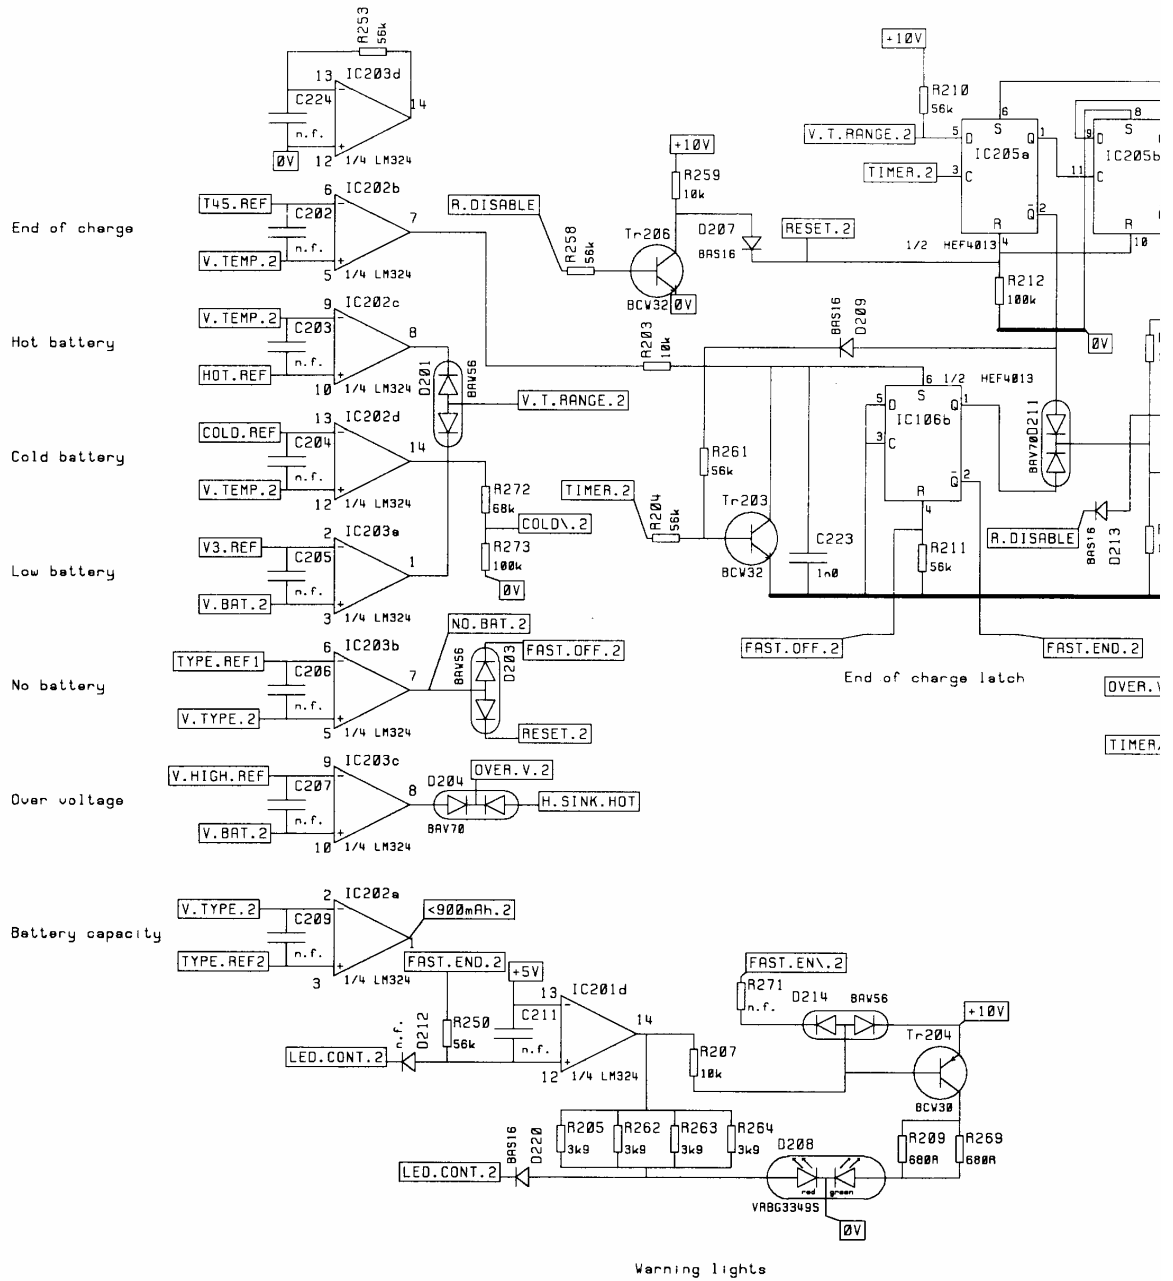 R253
56k
13
IC203d
C224
n.f.
14
0V
12
1/4 LM324
End of charge
T45.REF
V.TEMP.2
6
IC202b
C202
n.f.
7
5
1/4 LM324
Hot battery
V.TEMP.2
HOT.REF
9
IC202c
C203
n.f.
8
10
1/4 LM324
D201
BAW56
V.T.RANGE.2
Cold battery
COLD.REF
V.TEMP.2
13
IC202d
C204
n.f.
14
12
1/4 LM324
R272
68k
COLD\.2
R273
100k
0V
Low battery
V3.REF
V.BAT.2
2
IC203a
C205
n.f.
1
3
1/4 LM324
No battery
TYPE.REF1
V.TYPE.2
6
IC203b
C206
n.f.
7
5
1/4 LM324
NO.BAT.2
BAW56
D203
FAST.OFF.2
RESET.2
Over voltage
V.HIGH.REF
V.BAT.2
9
IC203c
C207
n.f.
8
10
1/4 LM324
D204
BAV70
OVER.V.2
H.SINK.HOT
Battery capacity
V.TYPE.2
TYPE.REF2
2
IC202a
C209
n.f.
1
3
1/4 LM324
<900mAh.2
R.DISABLE
R258
56k
Tr206
BCW32
0V
+10V
R259
10k
D207
BAS16
RESET.2
+10V
R210
56k
V.T.RANGE.2
TIMER.2
5
D
3
C
6
S
IC205a
Q
1
Q
2
R
4
1/2 HEF4013
R212
100k
0V
9
D
11
C
8
S
IC205b
R
10
R203
10k
BAS16
D209
R261
56k
TIMER.2
R204
56k
Tr203
BCW32
C223
1n0
5
D
3
C
6
S
1/2 HEF4013
IC106b
Q
1
Q
2
R
4
R211
56k
BAV70
D211
R.DISABLE
BAS16
D213
FAST.OFF.2
FAST.END.2
End of charge latch
OVER.V
TIMER
FAST.END.2
+5V
n.f.
D212
R250
56k
LED.CONT.2
C211
n.f.
13
IC201d
14
12
1/4 LM324
R207
10k
FAST.EN\.2
R271
n.f.
D214
BAW56
+10V
Tr204
BCW30
R205
3k9
R262
3k9
R263
3k9
R264
3k9
LED.CONT.2
BAS16
D220
D208
red
green
VRBG3349S
0V
R209
680R
R269
680R
Warning lights